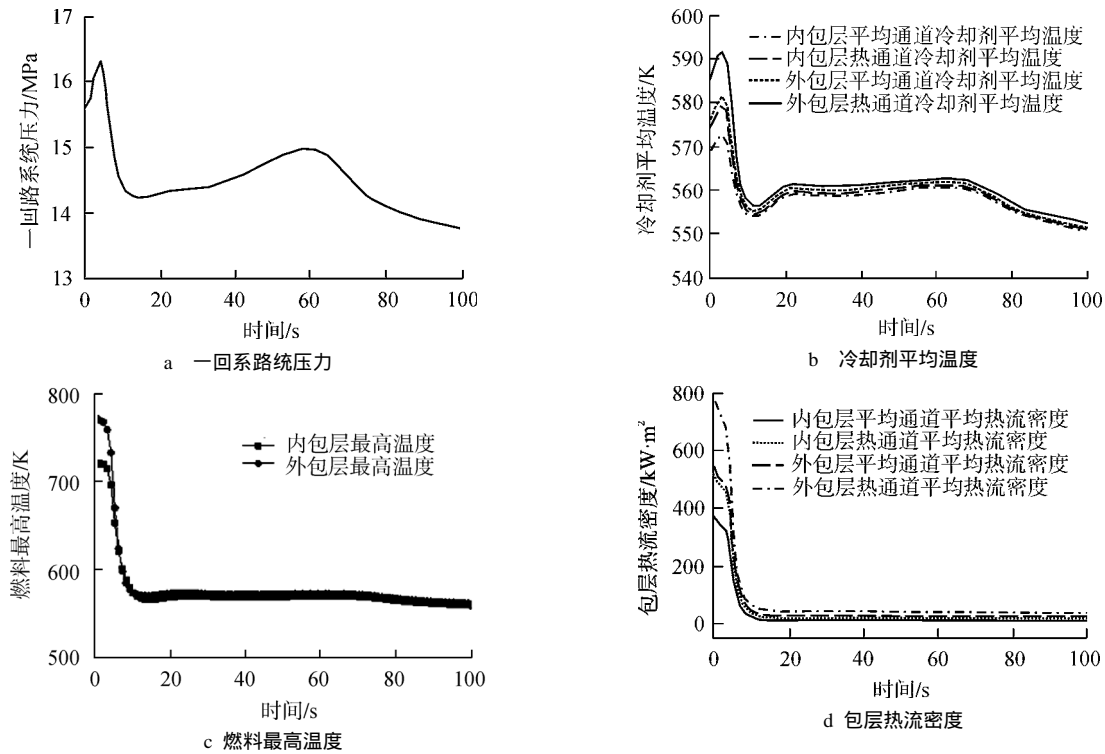 17
16
15
14
13
一回路系统压力/MPa
0 20 40 60 80 100
时间/s
a 一回系路统压力
600
590
580
570
560
550
540
冷却剂平均温度/K
内包层平均通道冷却剂平均温度
内包层热通道冷却剂平均温度
外包层平均通道冷却剂平均温度
外包层热通道冷却剂平均温度
0 20 40 60 80 100
时间/s
b 冷却剂平均温度
800
700
600
500
燃料最高温度/K
内包层最高温度
外包层最高温度
0 20 40 60 80 100
时间/s
c 燃料最高温度
800
600
400
200
0
包层热流密度/kW·m²
内包层平均通道平均热流密度
内包层热通道平均热流密度
外包层平均通道平均热流密度
外包层热通道平均热流密度
0 20 40 60 80 100
时间/s
d 包层热流密度